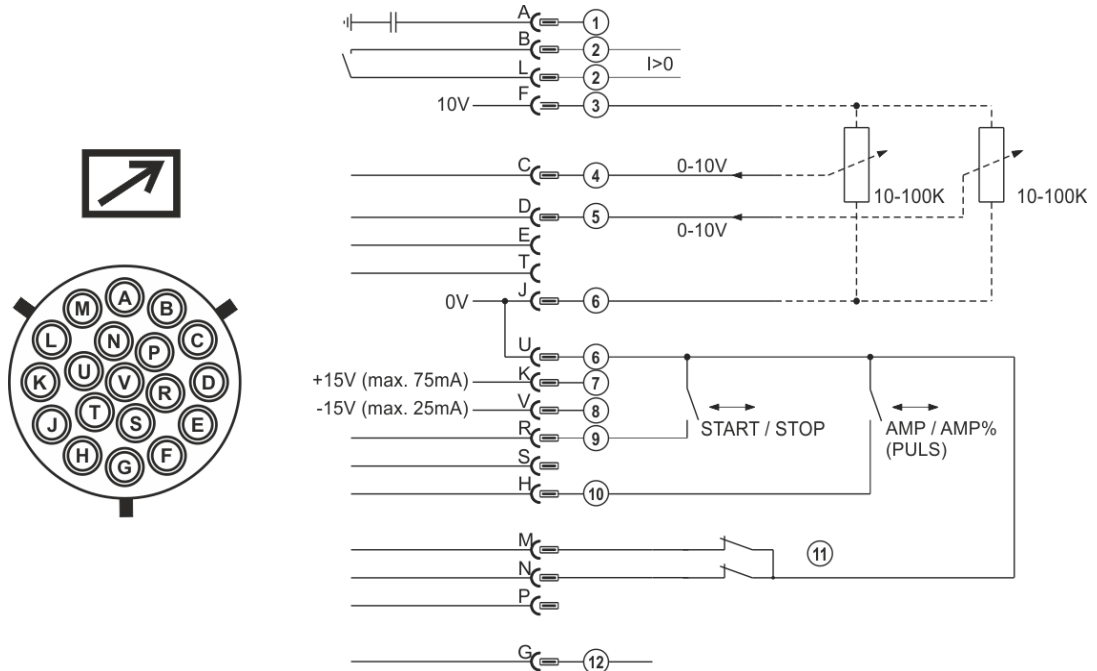 A 1
B 2
L 2 I>0
F 3
10V
C 4 0-10V
10-100K 10-100K
D 5
0-10V
E
T
J 6
0V
U 6
+15V (max. 75mA) K 7
-15V (max. 25mA) V 8
R 9
START / STOP
AMP / AMP%
(PULS)
S
H 10
M
11
N
P
G 12
A
M B
L N P C
K U V R D
J T S E
H G F